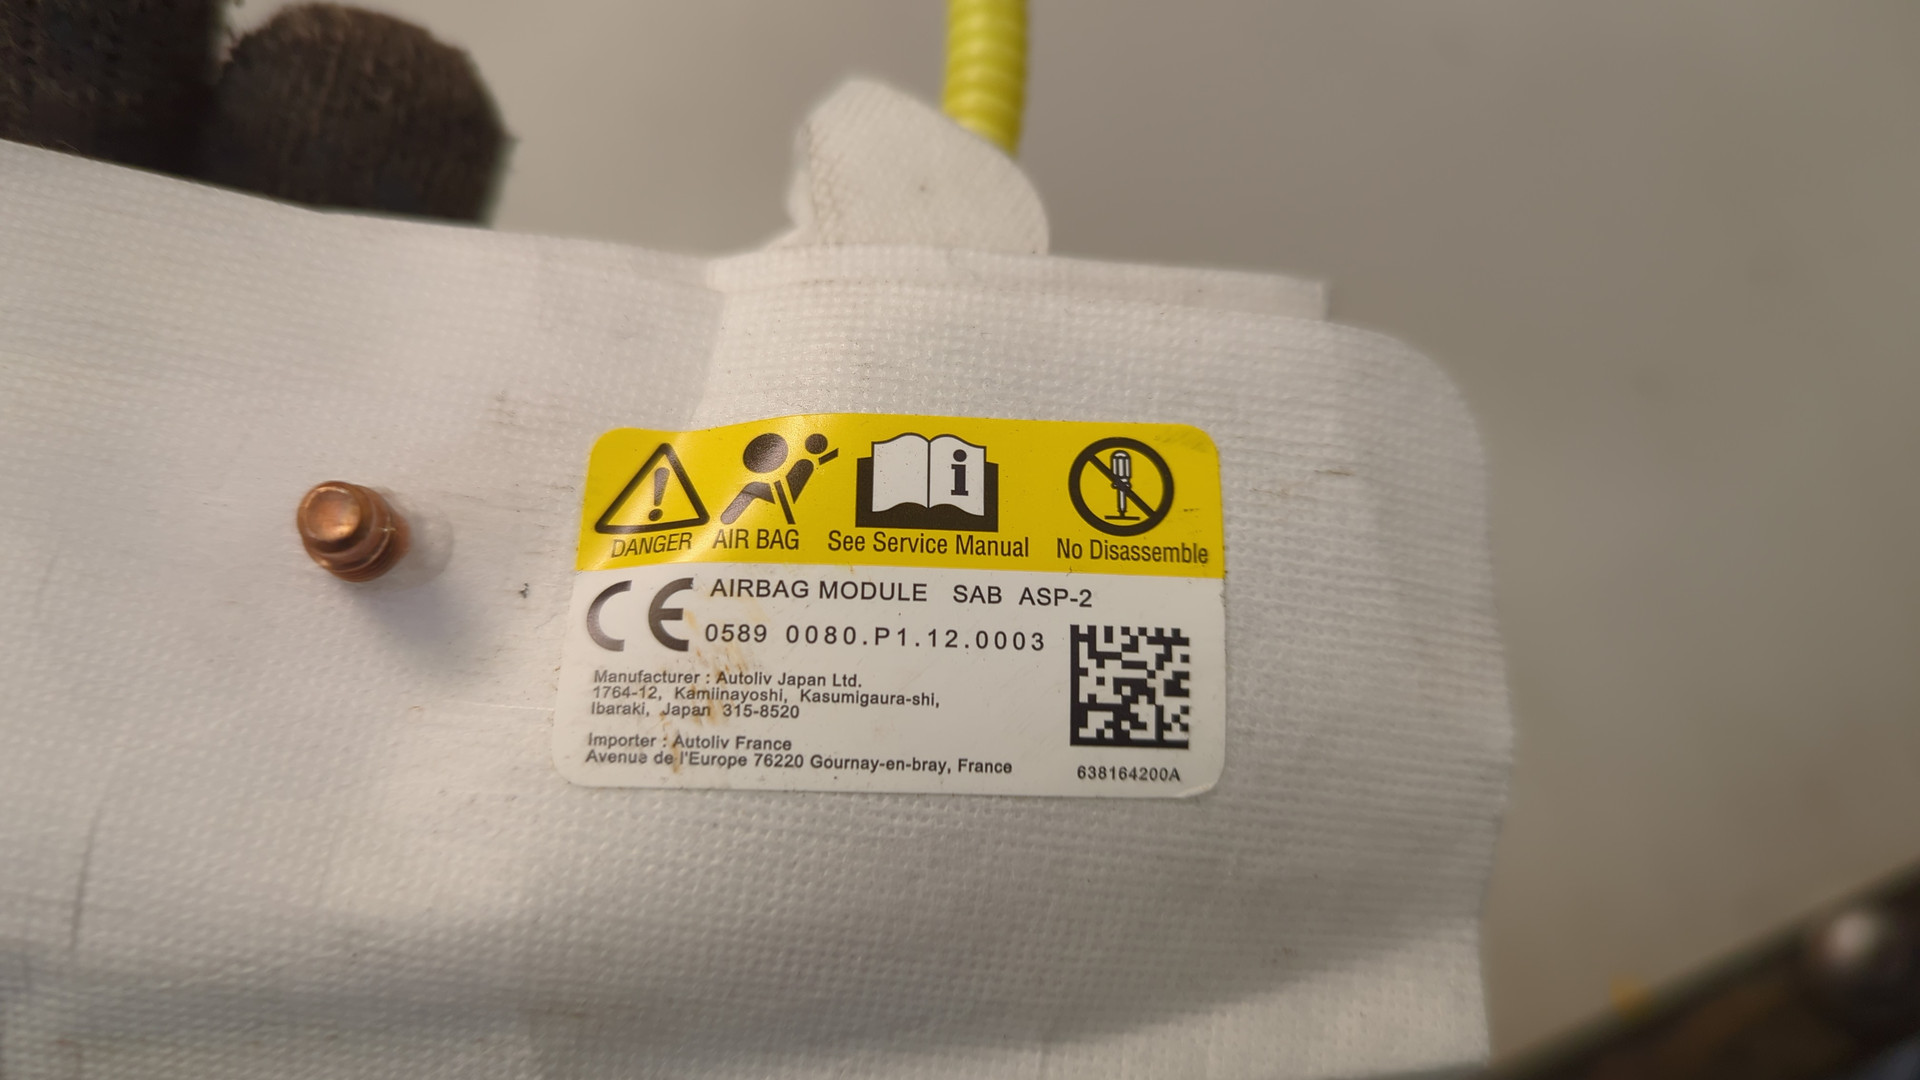 DANGER AIR BAG See Service Manual No Disassemble
CE AIRBAG MODULE SAB ASP-2
0589 0080.P1.12.0003
Manufacturer : Autoliv Japan Ltd.
1764-12, Kamiinayoshi, Kasumigaura-shi,
Ibaraki, Japan 315-8520
Importer : Autoliv France
Avenue de l'Europe 76220 Gournay-en-bray, France
638164200A